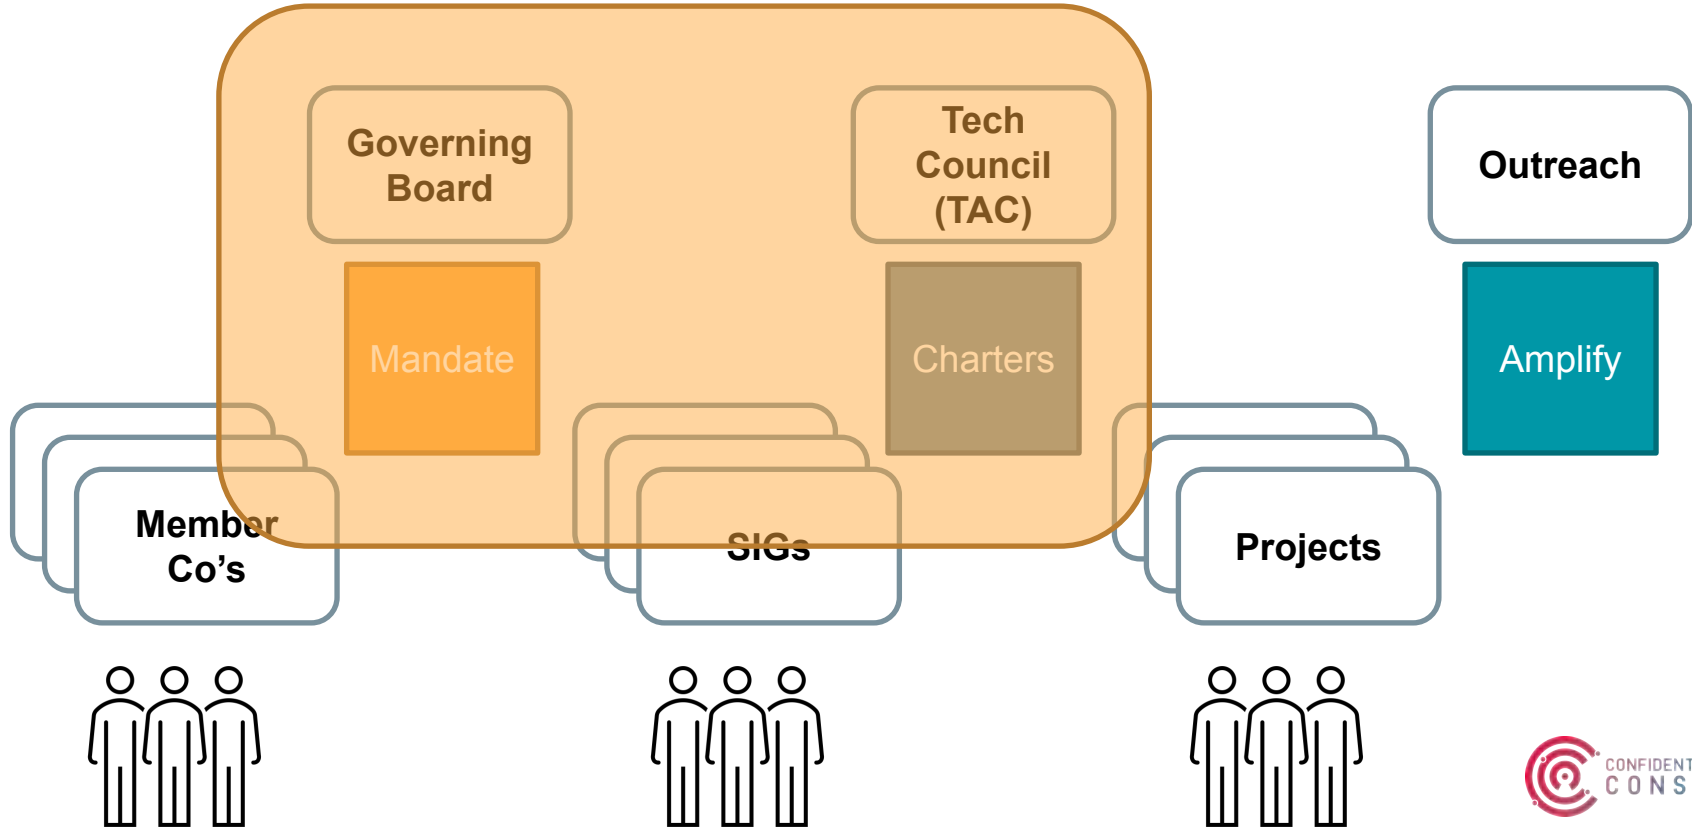 Governing
Board
Tech
Council
(TAC)
Outreach
Mandate
Charters
Amplify
Member
Co’s
SIGs
Projects
CONFIDENT
CONS